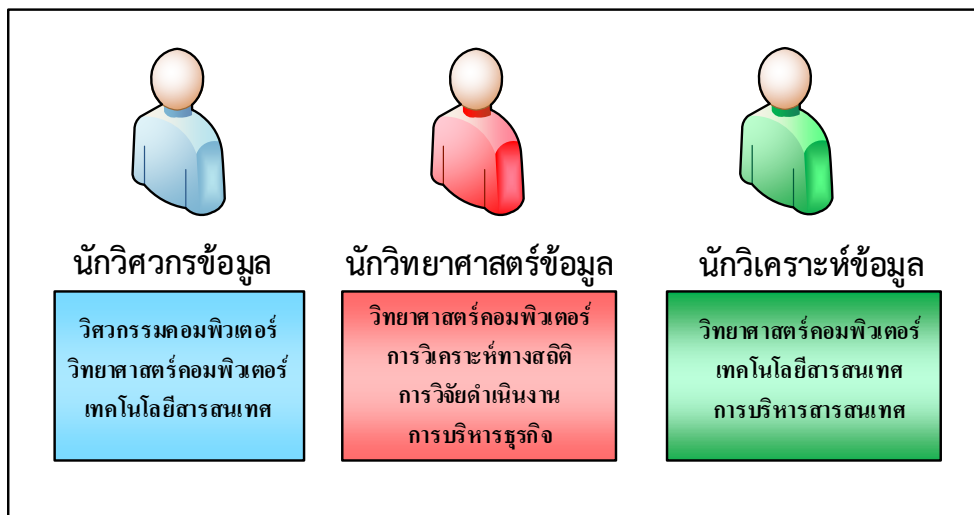 นักวิศวกรข้อมูล
วิศวกรรมคอมพิวเตอร์
วิทยาศาสตร์คอมพิวเตอร์
เทคโนโลยีสารสนเทศ
นักวิทยาศาสตร์ข้อมูล
วิทยาศาสตร์คอมพิวเตอร์
การวิเคราะห์ทางสถิติ
การวิจัยดำเนินงาน
การบริหารธุรกิจ
นักวิเคราะห์ข้อมูล
วิทยาศาสตร์คอมพิวเตอร์
เทคโนโลยีสารสนเทศ
การบริหารสารสนเทศ